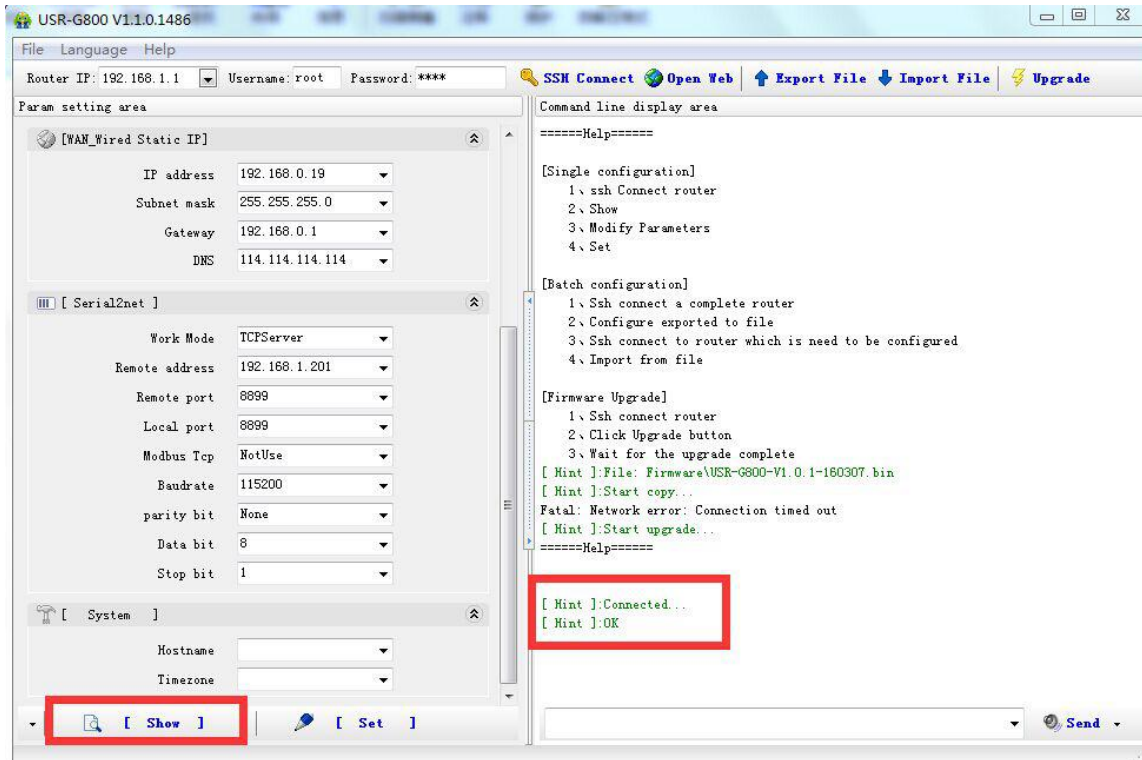 USR-G800 V1.1.0.1486
File Language Help
Router IP: 192.168.1.1 Username: root Password: **** SSH Connect Open Web Export File Import File Upgrade
Param setting area
[WAN_Wired Static IP]
IP address 192.168.0.19
Subnet mask 255.255.255.0
Gateway 192.168.0.1
DNS 114.114.114.114
[ Serial2net ]
Work Mode TCPServer
Remote address 192.168.1.201
Remote port 8899
Local port 8899
Modbus Tcp NotUse
Baudrate 115200
parity bit None
Data bit 8
Stop bit 1
[ System ]
Hostname
Timezone
[ Show ] [ Set ]
Command line display area
======Help======
[Single configuration]
1、ssh Connect router
2、Show
3、Modify Parameters
4、Set
[Batch configuration]
1、Ssh connect a complete router
2、Configure exported to file
3、Ssh connect to router which is need to be configured
4、Import from file
[Firmware Upgrade]
1、Ssh connect router
2、Click Upgrade button
3、Wait for the upgrade complete
[ Hint ]:File: Firmware\USR-G800-V1.0.1-160307.bin
[ Hint ]:Start copy...
Fatal: Network error: Connection timed out
[ Hint ]:Start upgrade...
======Help======
[ Hint ]:Connected...
[ Hint ]:OK
Send